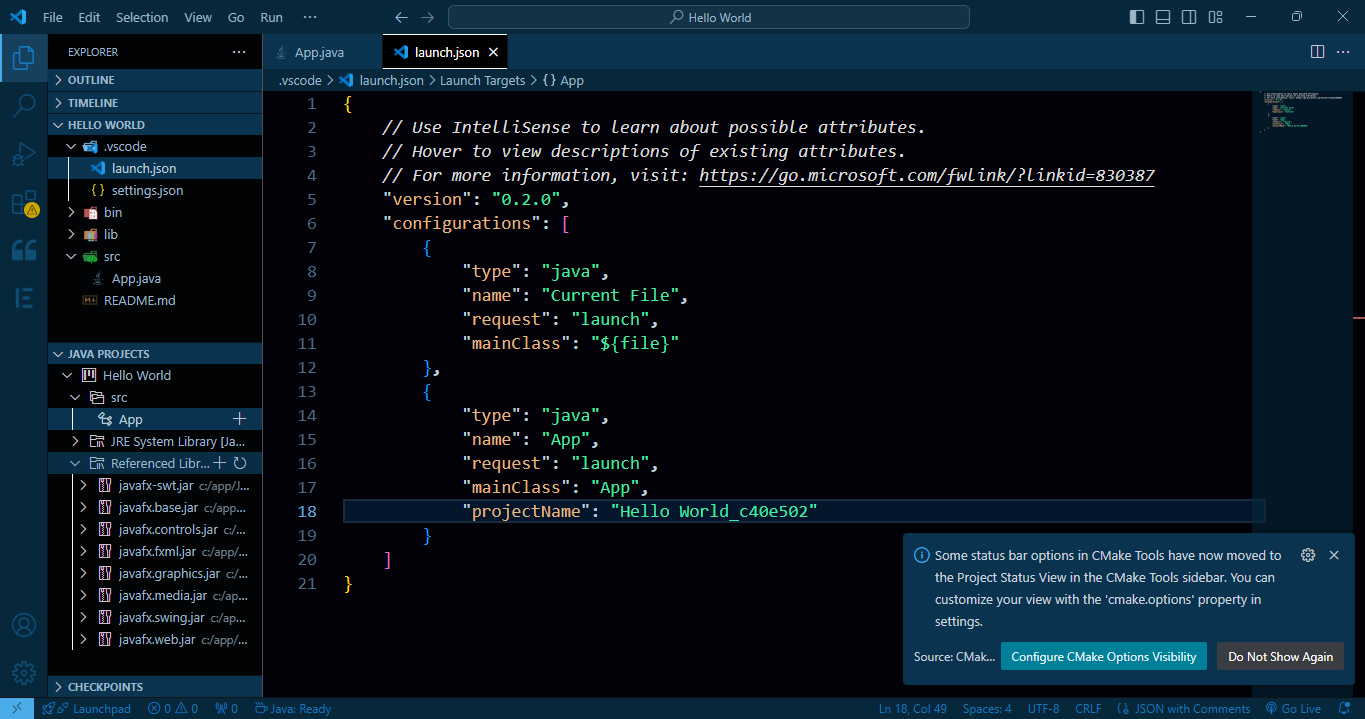 File Edit Selection View Go Run ··· Hello World
EXPLORER ···
OUTLINE
TIMELINE
HELLO WORLD
.vscode
launch.json
settings.json
bin
lib
src
App.java
README.md
JAVA PROJECTS
Hello World
src
App
JRE System Library [Ja...
Referenced Libr...
javafx-swt.jar c:/app/J...
javafx.base.jar c:/app...
javafx.controls.jar c:/...
javafx.fxml.jar c:/app/...
javafx.graphics.jar c:/...
javafx.media.jar c:/ap...
javafx.swing.jar c:/ap...
javafx.web.jar c:/app/...
CHECKPOINTS
App.java launch.json
.vscode > launch.json > Launch Targets > {} App
1 {
2 // Use IntelliSense to learn about possible attributes.
3 // Hover to view descriptions of existing attributes.
4 // For more information, visit: https://go.microsoft.com/fwlink/?linkid=830387
5 "version": "0.2.0",
6 "configurations": [
7 {
8 "type": "java",
9 "name": "Current File",
10 "request": "launch",
11 "mainClass": "${file}"
12 },
13 {
14 "type": "java",
15 "name": "App",
16 "request": "launch",
17 "mainClass": "App",
18 "projectName": "Hello World_c40e502"
19 }
20 ]
21 }
Some status bar options in CMake Tools have now moved to
the Project Status View in the CMake Tools sidebar. You can
customize your view with the 'cmake.options' property in
settings.
Source: CMak... Configure CMake Options Visibility Do Not Show Again
Launchpad 0 0 0 Java: Ready Ln 18, Col 49 Spaces: 4 UTF-8 CRLF {} JSON with Comments Go Live